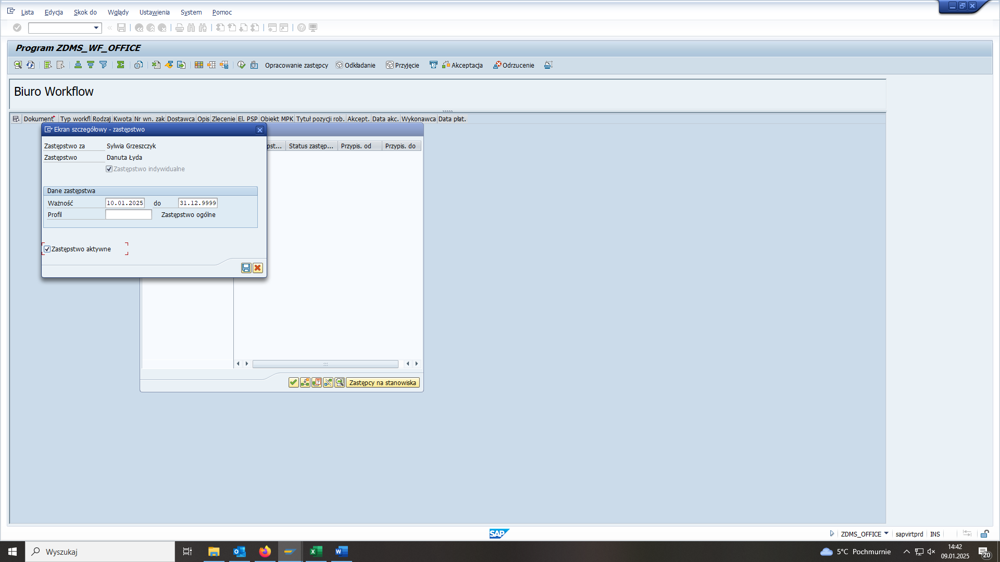 Lista Edycja Skok do Wglądy Ustawienia System Pomoc
Program ZDMS_WF_OFFICE
Opracowanie zastępcy Odkładanie Przyjęcie Akceptacja Odrzucenie
Biuro Workflow
Dokument Typ workfl Rodzaj Kwota Nr wn. zak Dostawca Opis Zlecenie El. PSP Obiekt MPK Tytuł pozycji rob. Akcept. Data akc. Wykonawca Data płat.
Ekran szczegółowy - zastępstwo
pst... Status zastęp... Przypis. od Przypis. do
Zastępstwo za Sylwia Grzeszczyk
Zastępstwo Danuta Łyda
Zastępstwo indywidualne
Dane zastępstwa
Ważność 10.01.2025 do 31.12.9999
Profil Zastępstwo ogólne
Zastępstwo aktywne
Zastępcy na stanowiska
SAP
ZDMS_OFFICE sapvirtprd INS
Wyszukaj
5°C Pochmurnie
14:42
09.01.2025
20